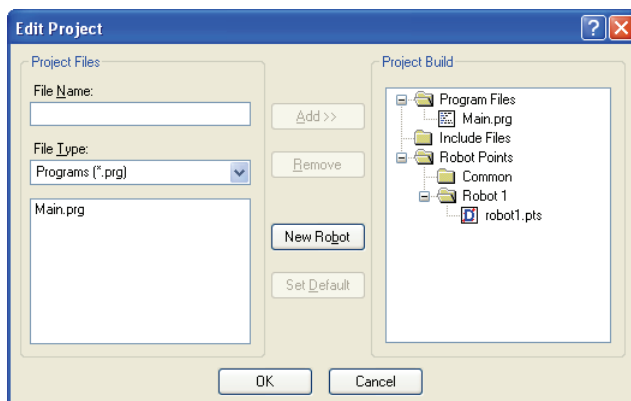 Edit Project
Project Files
File Name:
File Type:
Programs (*.prg)
Main.prg
Add >>
Remove
New Robot
Set Default
Project Build
Program Files
Main.prg
Include Files
Robot Points
Common
Robot 1
robot1.pts
OK
Cancel